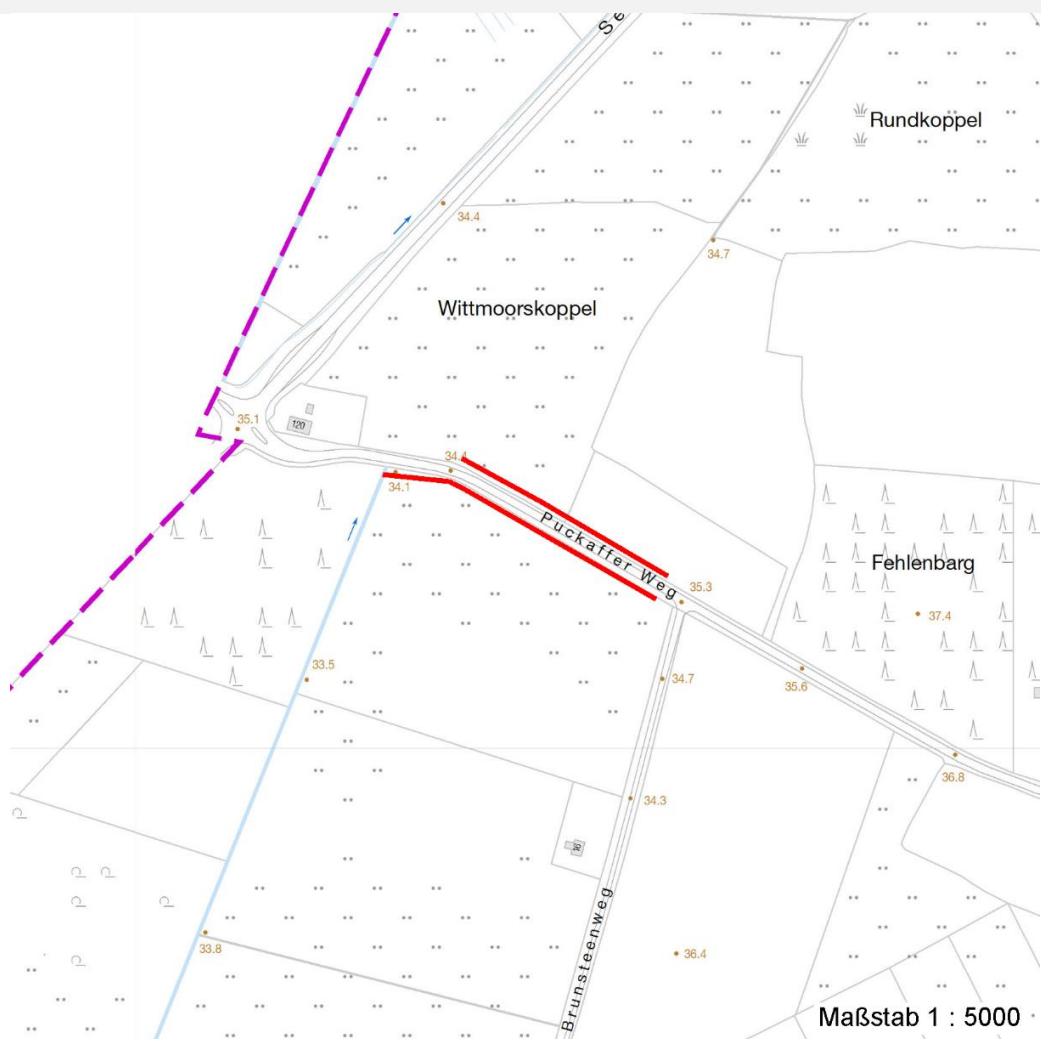 Se
Rundkoppel
34.4
34.7
Wittmoorskoppel
35.1
120
34.4
34.1
Puckaffer Weg
Fehlenbarg
35.3
37.4
33.5
34.7
35.6
36.8
34.3
16
Brunsteenweg
33.8
36.4
Maßstab 1 : 5000